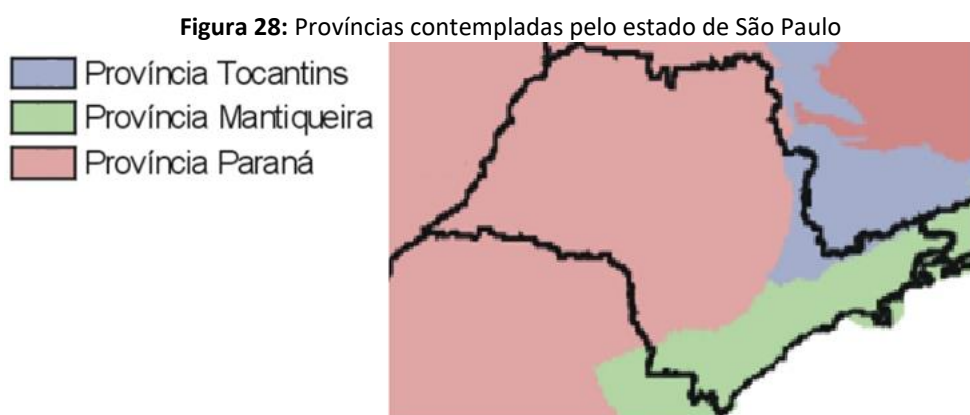 Figura 28: Províncias contempladas pelo estado de São Paulo
Província Tocantins
Província Mantiqueira
Província Paraná